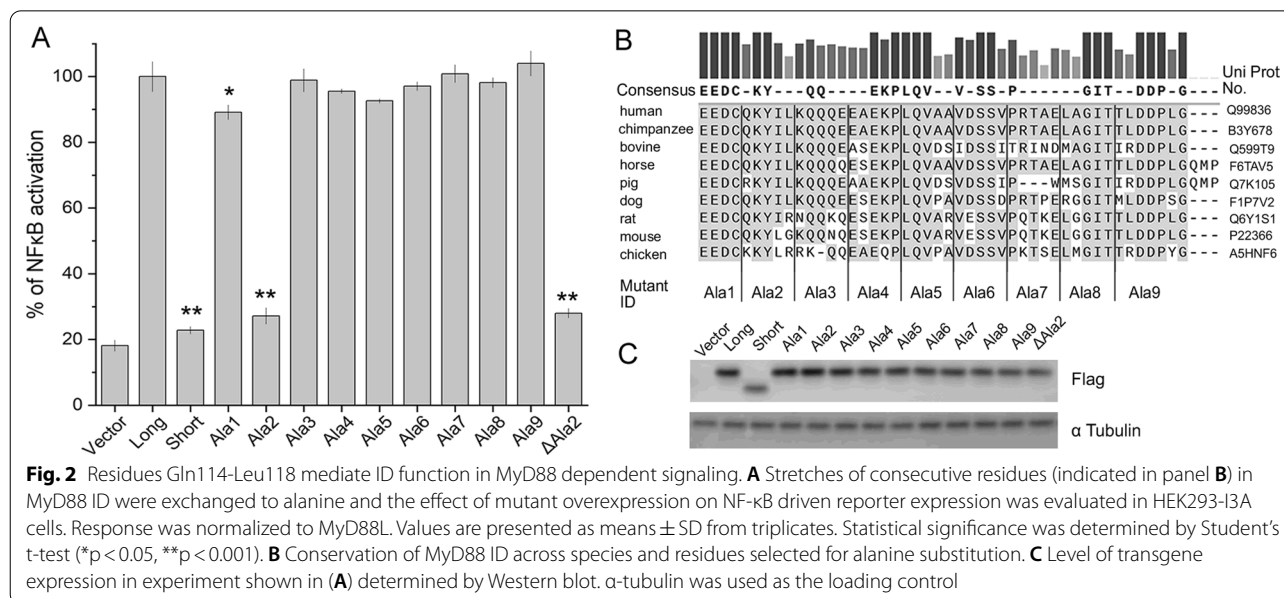 A
% of NFκB activation
100
80
60
40
20
0
*
**
**
**
Vector Long Short Ala1 Ala2 Ala3 Ala4 Ala5 Ala6 Ala7 Ala8 Ala9 ΔAla2
B
Uni Prot
No.
Consensus EEDC-KY---QQ---EKPLQV--V-SS-P------GIT--DDP-G---
human EEDCQKYILKQQQEEAEKPLQVAAVDSSVPRTAELAGITTLDDPLG--- Q99836
chimpanzee EEDCQKYILKQQQEEAEKPLQVAAVDSSVPRTAELAGITTLDDPLG--- B3Y678
bovine EEDCQKYILKQQQEASEKPLQVDSIDSSITRINDMAGITIRDDPLG--- Q599T9
horse EEDCQKYILKQQQEESEKPLQVAAVDSSVPRTAELAGITTLDDPLGQMP F6TAV5
pig EEDCRKYILKQQQEAAEKPLQVDSVDSSIP---WMSGITIRDDPLGQMP Q7K105
dog EEDCQKYILKQQQEESEKPLQVPAVDSSDPRTPERGGITMLDDPSG--- F1P7V2
rat EEDCQKYIRNQQKQESEKPLQVARVESSVPQTKELGGITTLDDPLG--- Q6Y1S1
mouse EEDCQKYLGKQQNQESEKPLQVARVESSVPQTKELGGITTLDDPLG--- P22366
chicken EEDCKKYLRRK-QQEAEQPLQVPAVDSSVPKTSELMGITTRDDPYG--- A5HNF6
Mutant
ID
Ala1 Ala2 Ala3 Ala4 Ala5 Ala6 Ala7 Ala8 Ala9
C
Vector Long Short Ala1 Ala2 Ala3 Ala4 Ala5 Ala6 Ala7 Ala8 Ala9 ΔAla2
Flag
α Tubulin
Fig. 2 Residues Gln114-Leu118 mediate ID function in MyD88 dependent signaling. A Stretches of consecutive residues (indicated in panel B) in
MyD88 ID were exchanged to alanine and the effect of mutant overexpression on NF-κB driven reporter expression was evaluated in HEK293-I3A
cells. Response was normalized to MyD88L. Values are presented as means ± SD from triplicates. Statistical significance was determined by Student's
t-test (*p < 0.05, **p < 0.001). B Conservation of MyD88 ID across species and residues selected for alanine substitution. C Level of transgene
expression in experiment shown in (A) determined by Western blot. α-tubulin was used as the loading control